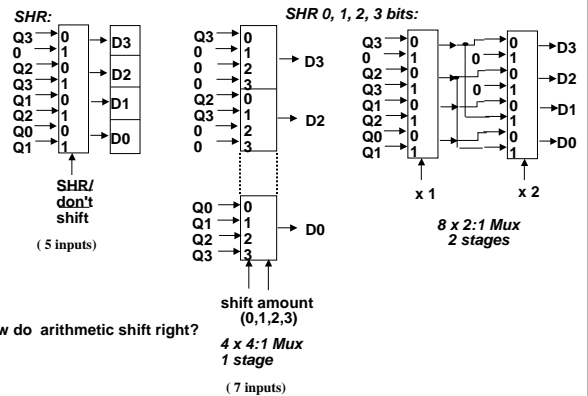 SHR:
Q3 0
0 1
Q2 0
Q3 1
Q1 0
Q2 1
Q0 0
Q1 1
D3
D2
D1
D0
SHR/
don't
shift
( 5 inputs)
SHR 0, 1, 2, 3 bits:
Q3 0
0 1
0 2
0 3
D3
Q2 0
Q3 1
0 2
0 3
D2
Q0 0
Q1 1
Q2 2
Q3 3
D0
shift amount
(0,1,2,3)
4 x 4:1 Mux
1 stage
( 7 inputs)
Q3 0
0 1
Q2 0
Q3 1
Q1 0
Q2 1
Q0 0
Q1 1
x 1
0
0 1
0
0 1
0
1
0
1
D3
D2
D1
D0
x 2
8 x 2:1 Mux
2 stages
w do arithmetic shift right?